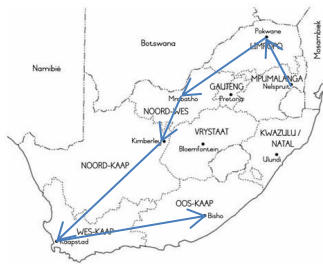 Pokwane
LIMPOPO
Botswana
Mosambiek
Namibië
MPUMALANGA
GAUTENG
Nelspruit
Mmabatho
Pretoria
NOORD-WES
Kimberley
VRYSTAAT
KWAZULU /
NATAL
Bloemfontein
Ulundi
NOORD-KAAP
OOS-KAAP
Bisho
WES-KAAP
Kaapstad